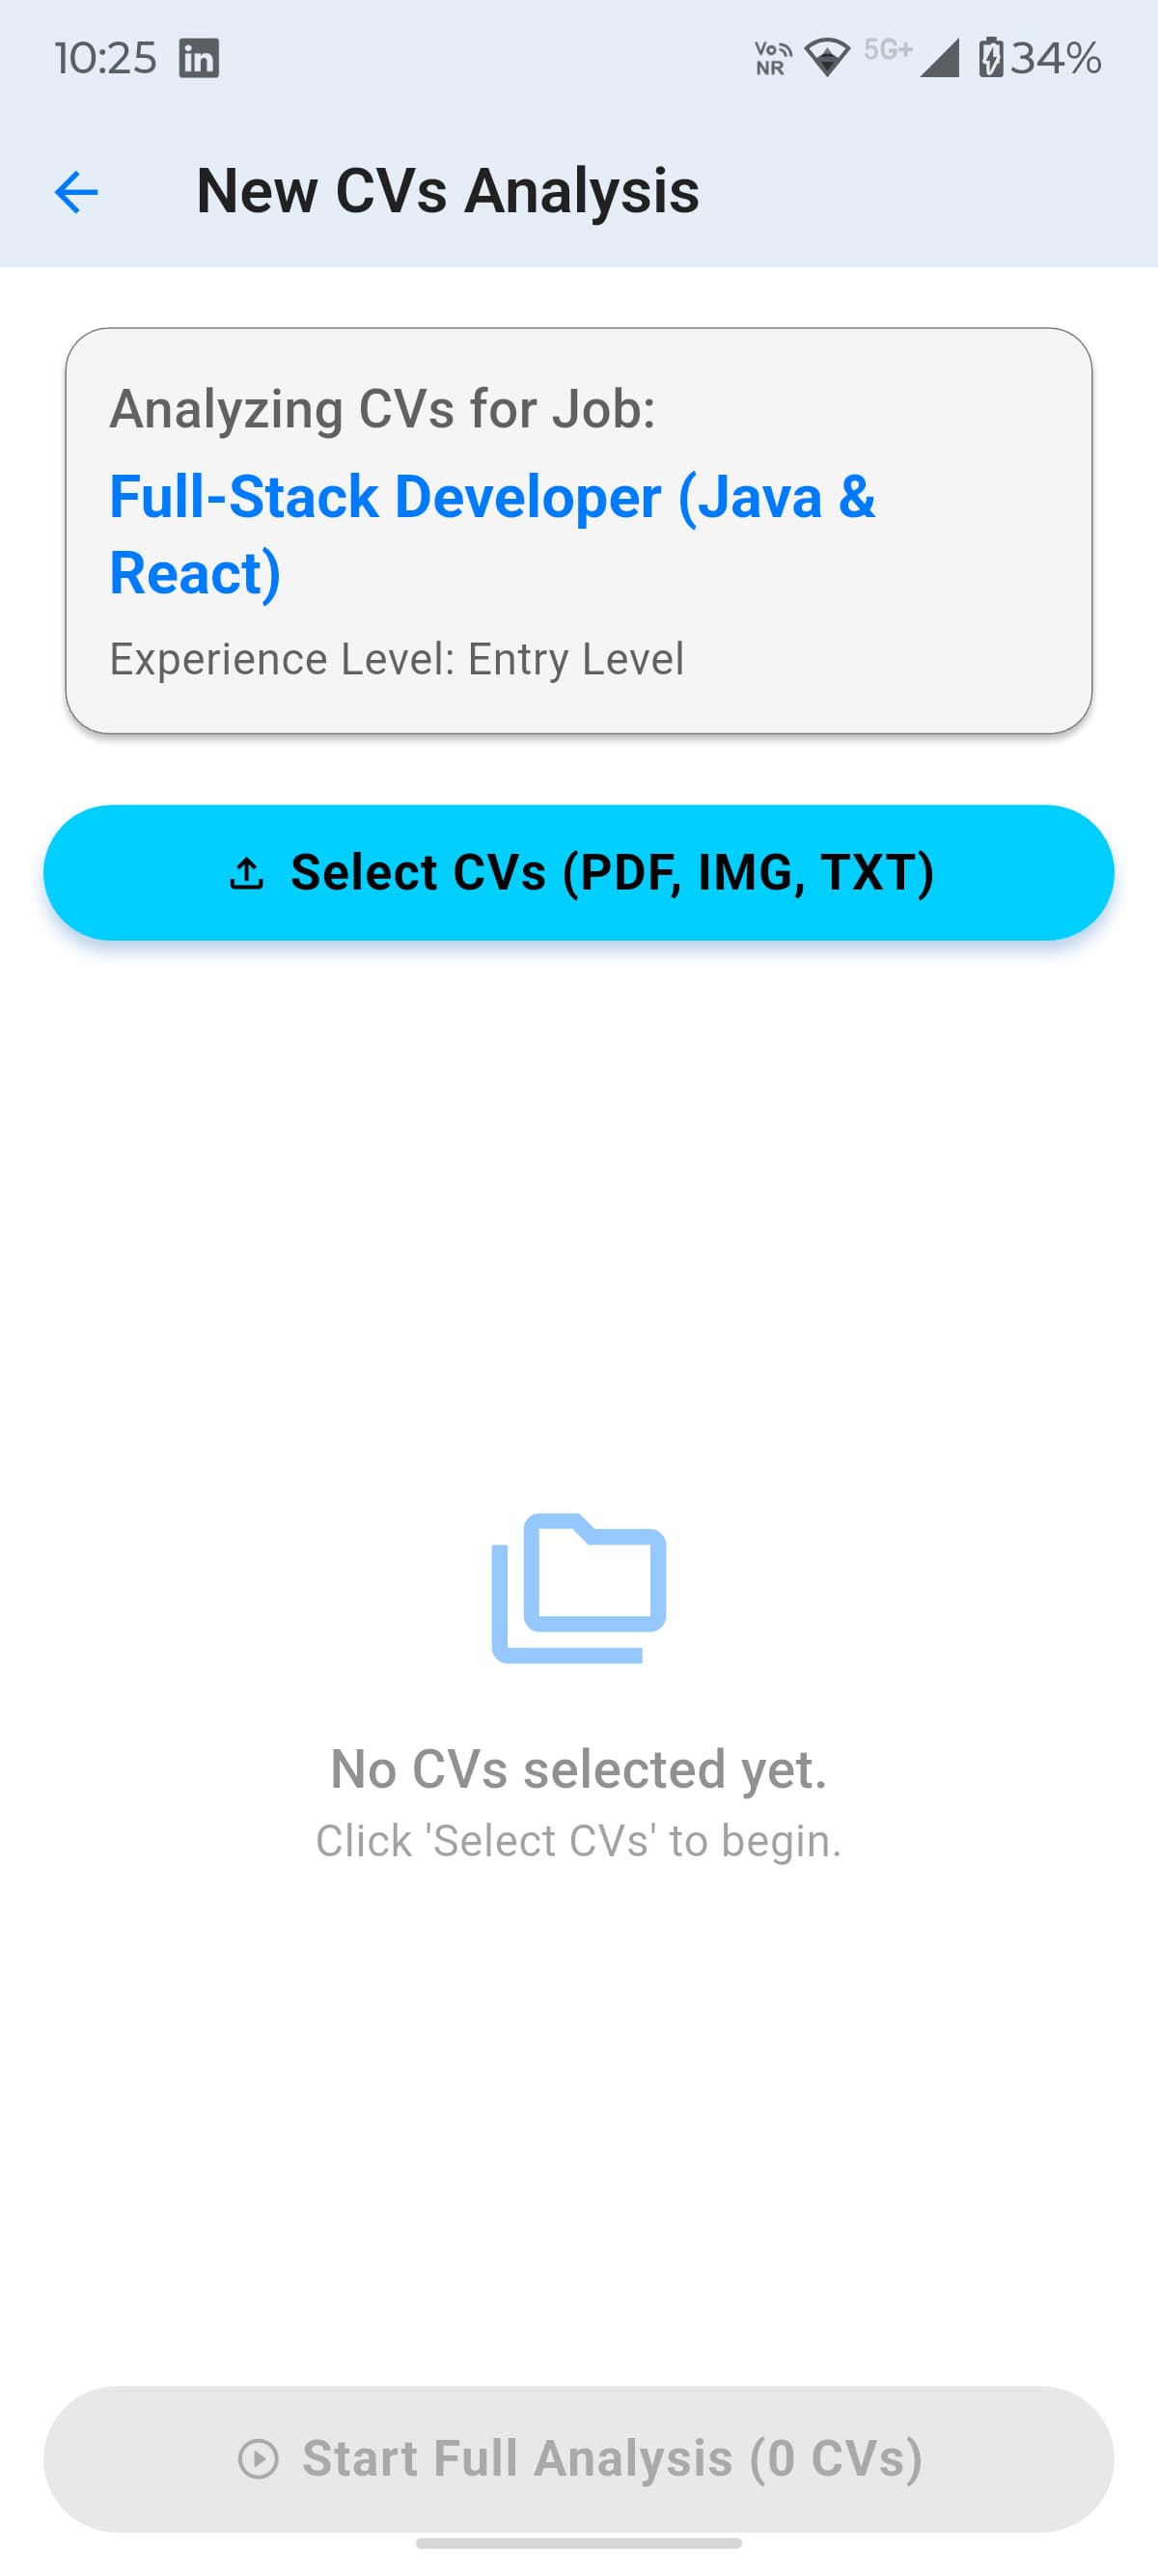 10:25 in Vo NR 5G+ 34%
New CVs Analysis
Analyzing CVs for Job:
Full-Stack Developer (Java &
React)
Experience Level: Entry Level
Select CVs (PDF, IMG, TXT)
No CVs selected yet.
Click 'Select CVs' to begin.
Start Full Analysis (0 CVs)